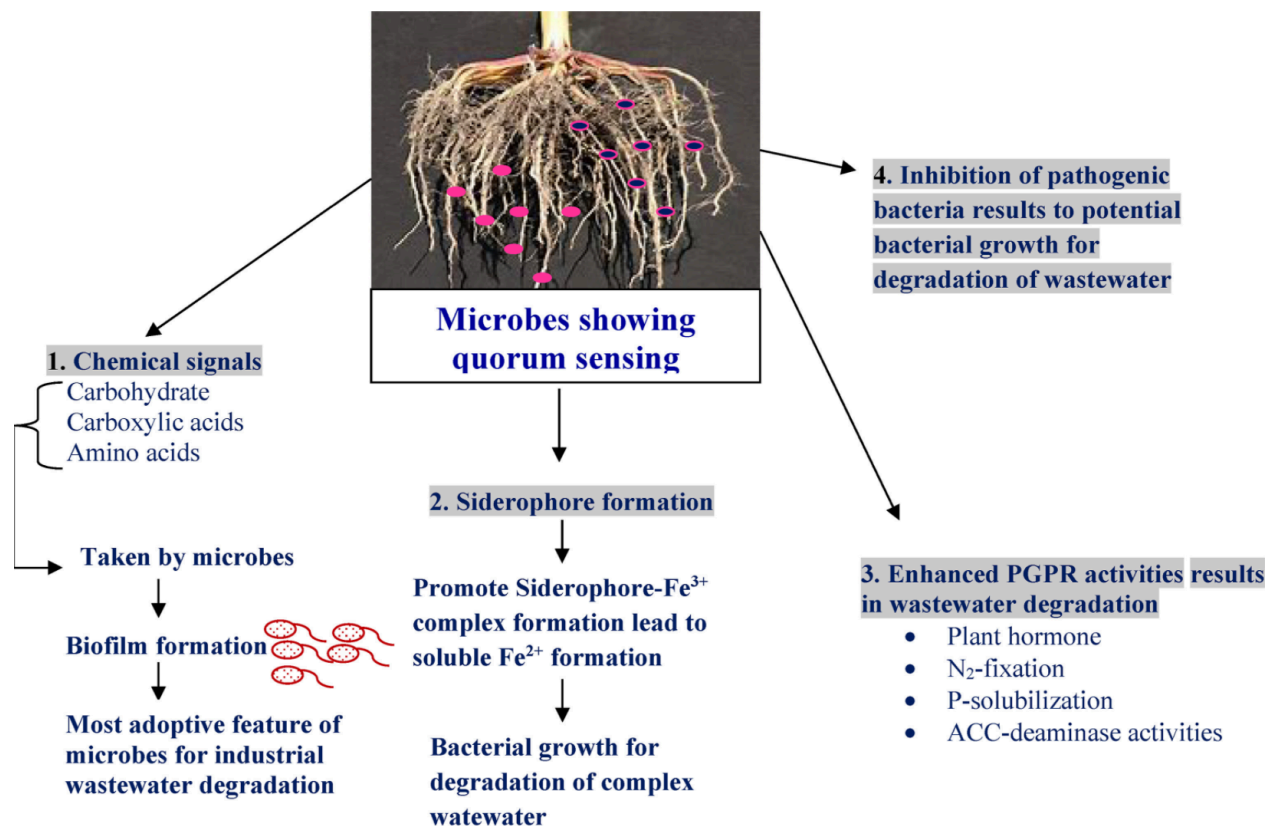 Microbes showing
quorum sensing
1. Chemical signals
Carbohydrate
Carboxylic acids
Amino acids
Taken by microbes
Biofilm formation
Most adoptive feature of
microbes for industrial
wastewater degradation
2. Siderophore formation
Promote Siderophore-Fe³⁺
complex formation lead to
soluble Fe²⁺ formation
Bacterial growth for
degradation of complex
watewater
3. Enhanced PGPR activities results
in wastewater degradation
• Plant hormone
• N₂-fixation
• P-solubilization
• ACC-deaminase activities
4. Inhibition of pathogenic
bacteria results to potential
bacterial growth for
degradation of wastewater